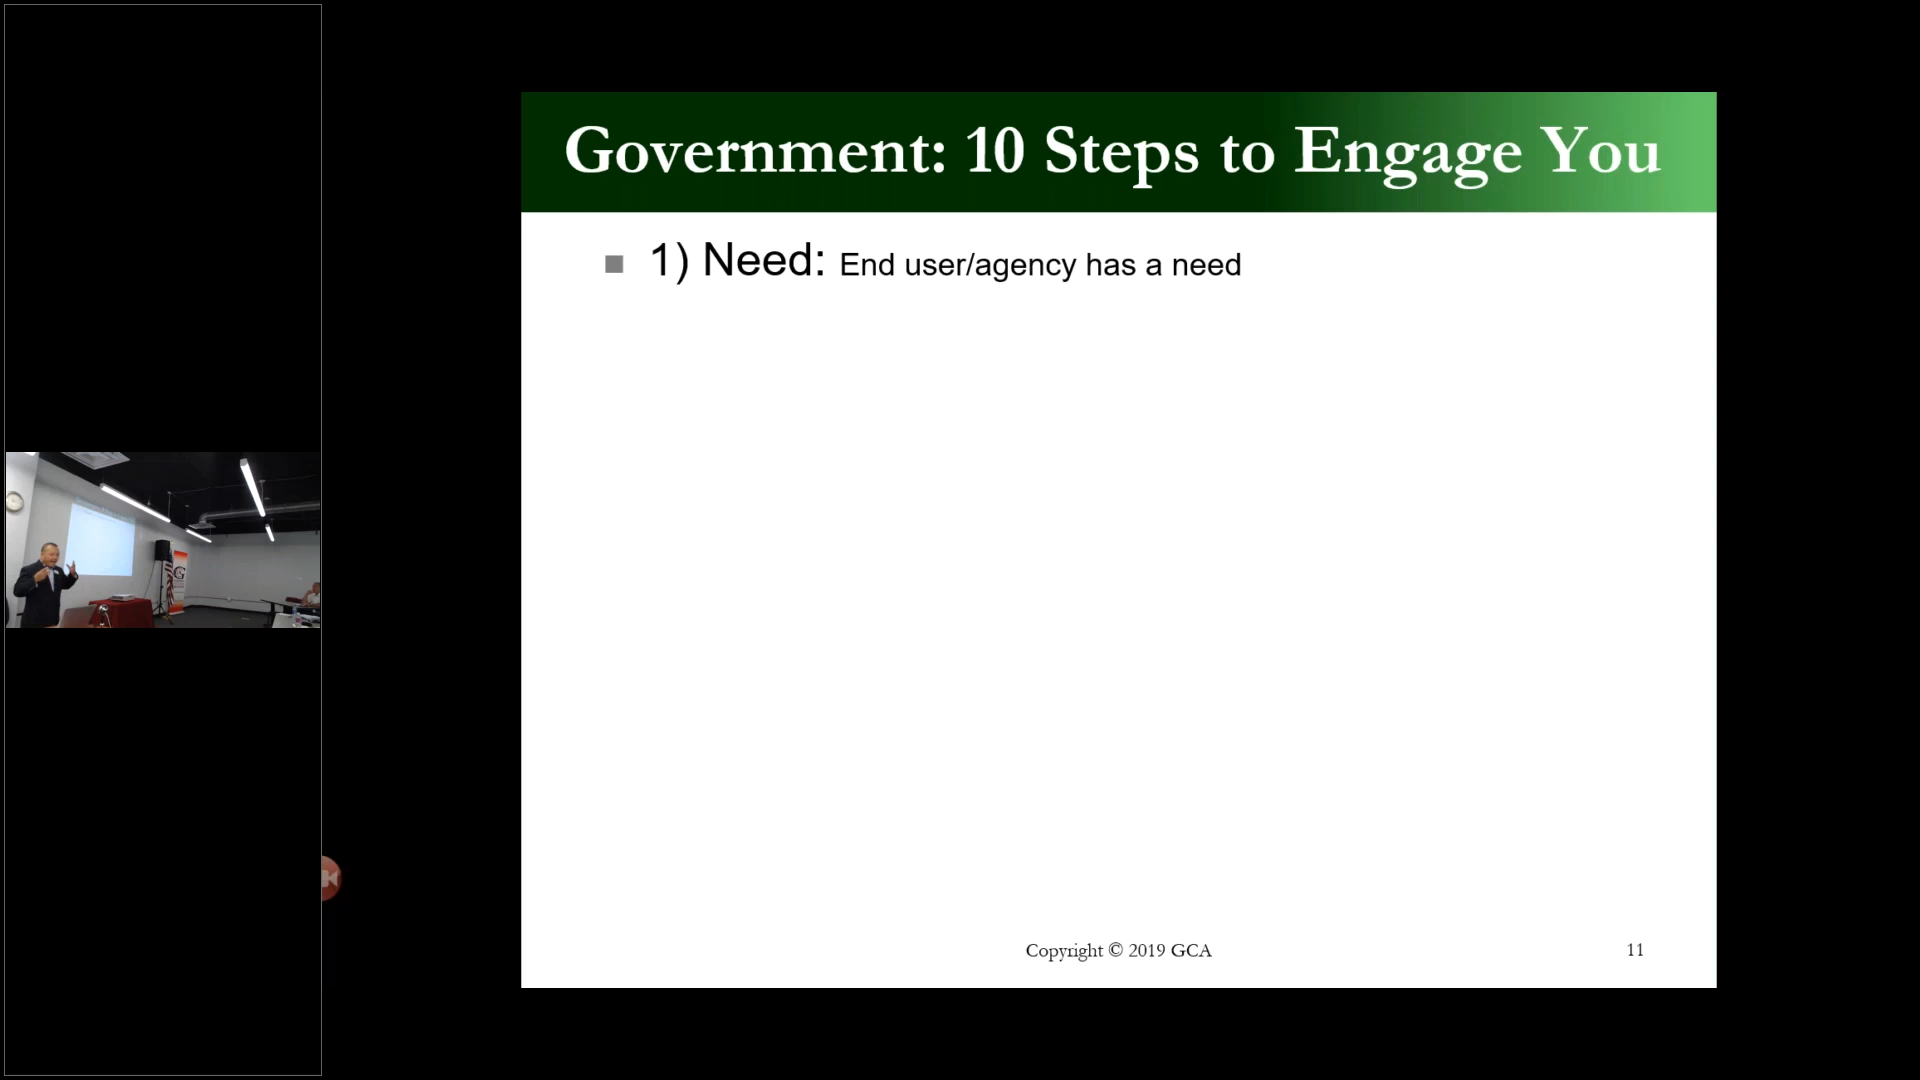 Government: 10 Steps to Engage You
1) Need: End user/agency has a need
Copyright © 2019 GCA
11